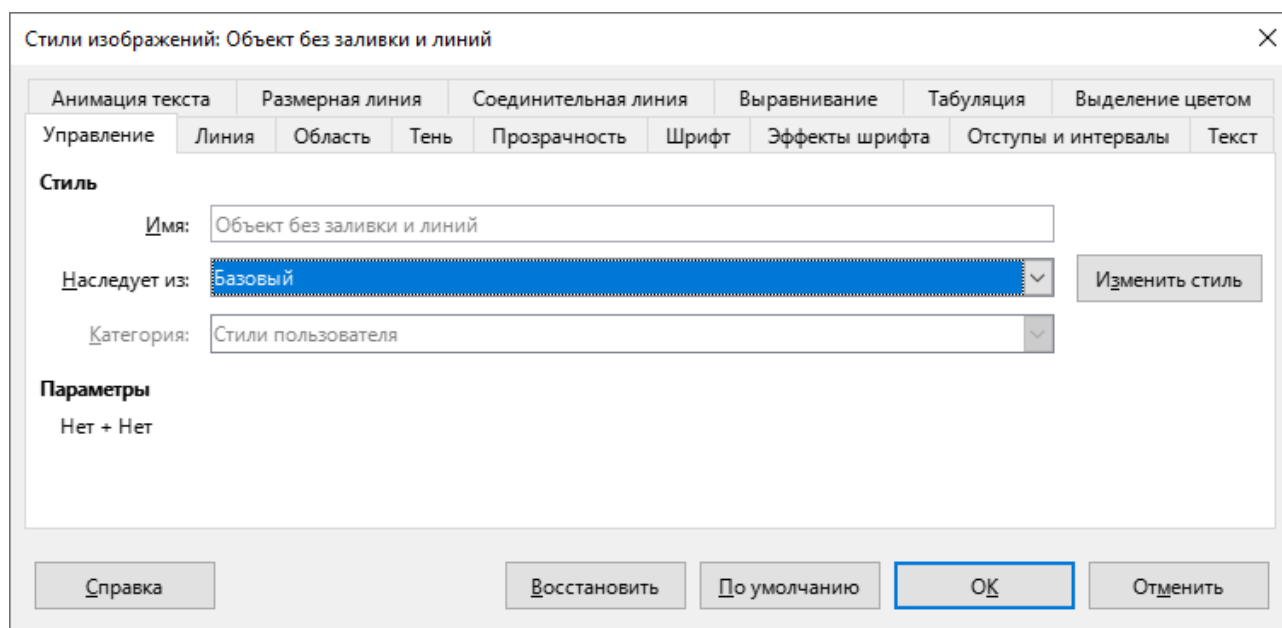 Стили изображений: Объект без заливки и линий
Анимация текста Размерная линия Соединительная линия Выравнивание Табуляция Выделение цветом
Управление Линия Область Тень Прозрачность Шрифт Эффекты шрифта Отступы и интервалы Текст
Стиль
Имя: Объект без заливки и линий
Наследует из: Базовый Изменить стиль
Категория: Стили пользователя
Параметры
Нет + Нет
Справка Восстановить По умолчанию ОК Отменить